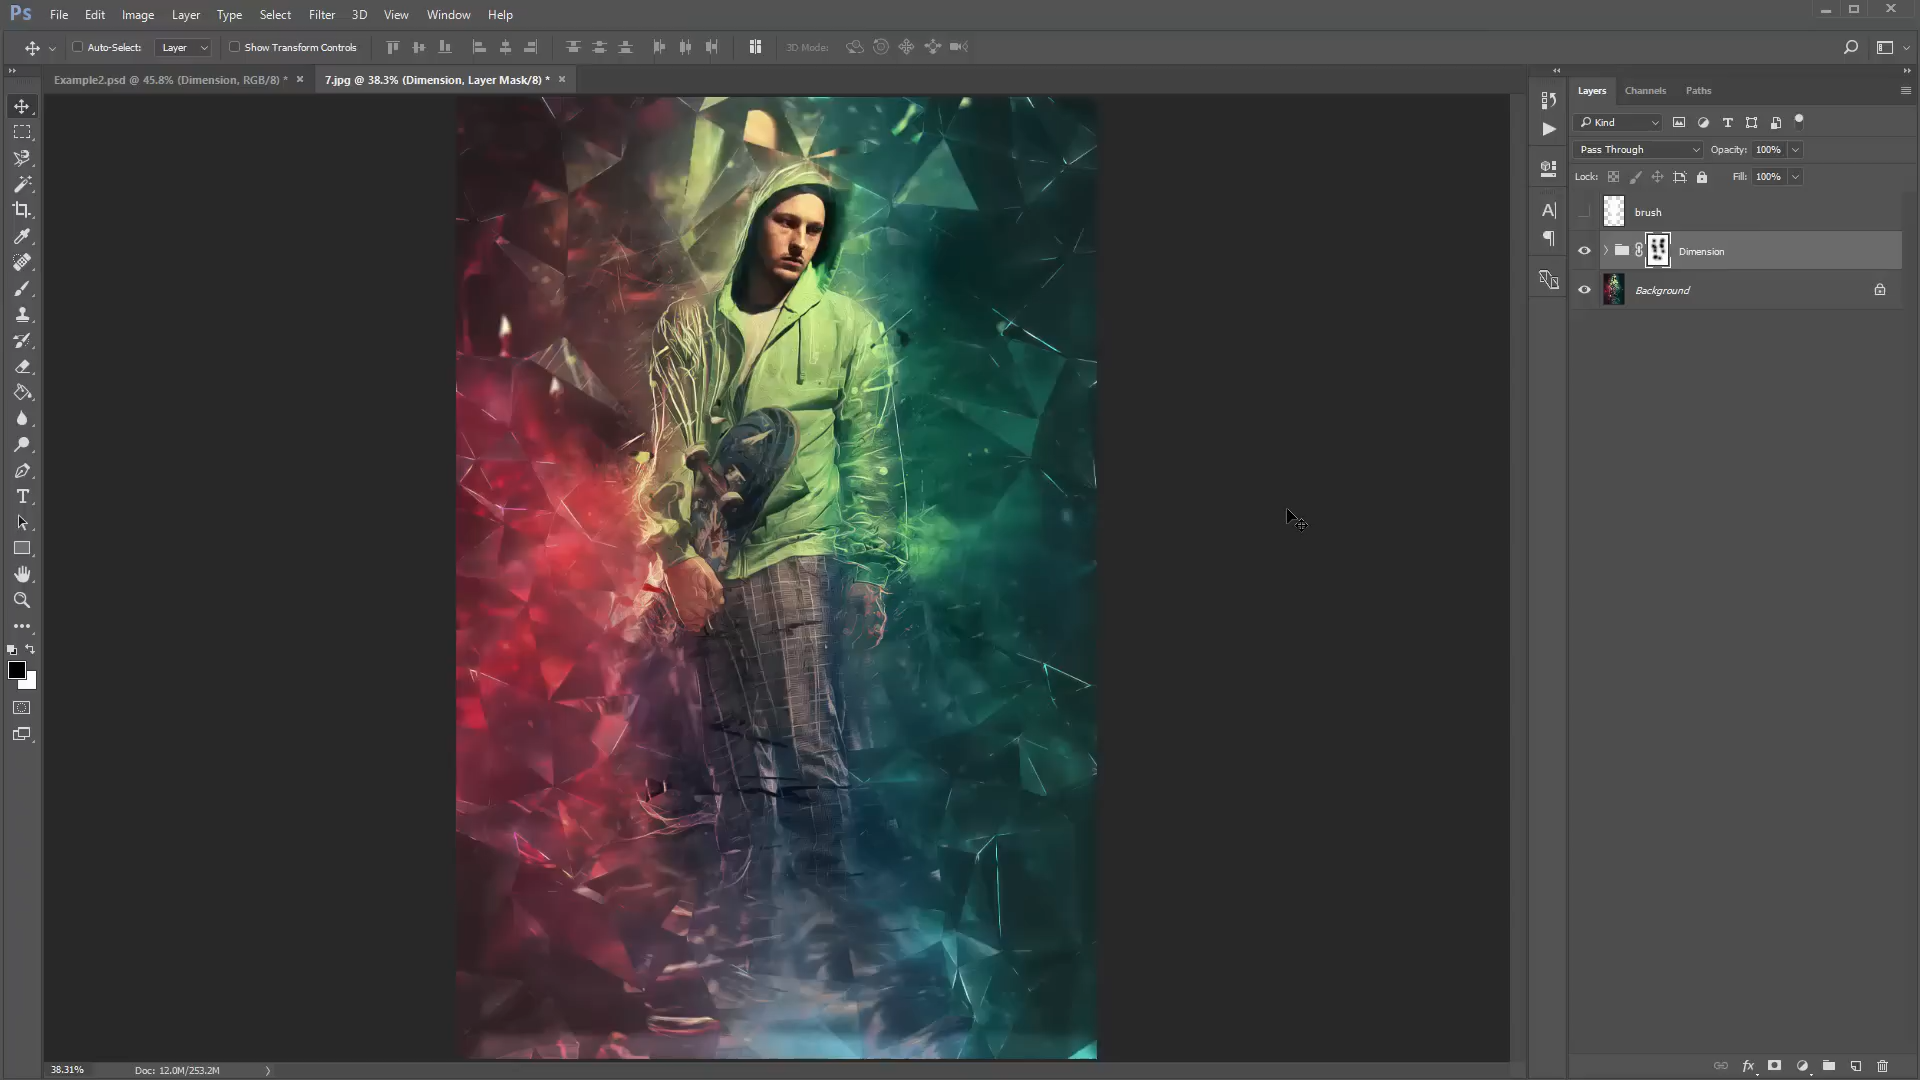 Ps File Edit Image Layer Type Select Filter 3D View Window Help
Auto-Select: Layer Show Transform Controls 3D Mode:
Example2.psd @ 45.8% (Dimension, RGB/8) * × 7.jpg @ 38.3% (Dimension, Layer Mask/8) * ×
Layers Channels Paths
Kind
Pass Through Opacity: 100%
Lock: Fill: 100%
brush
Dimension
Background
38.31% Doc: 12.0M/253.2M